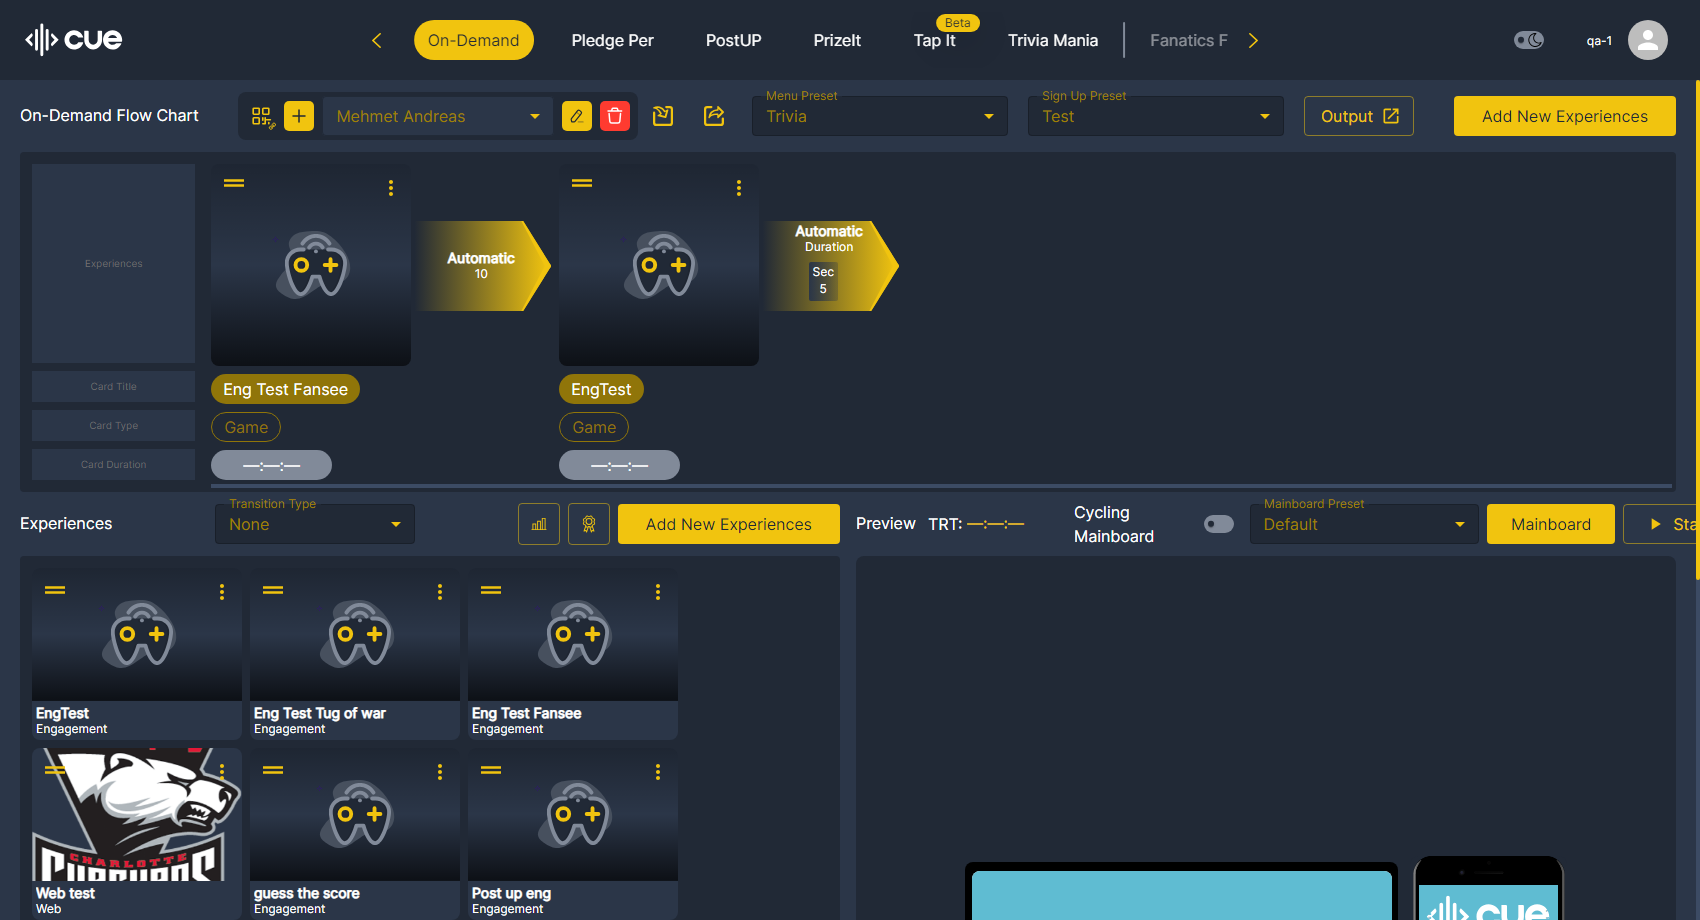 cue
On-Demand
Pledge Per
PostUP
PrizeIt
Beta
Tap It
Trivia Mania
Fanatics F
qa-1
On-Demand Flow Chart
Mehmet Andreas
Menu Preset
Trivia
Sign Up Preset
Test
Output
Add New Experiences
Experiences
Automatic
10
Automatic
Duration
Sec
5
Card Title
Eng Test Fansee
EngTest
Card Type
Game
Game
Card Duration
—:—:—
—:—:—
Experiences
Transition Type
None
Add New Experiences
Preview
TRT: —:—:—
Cycling
Mainboard
Mainboard Preset
Default
Mainboard
Sta
EngTest
Engagement
Eng Test Tug of war
Engagement
Eng Test Fansee
Engagement
CHARLOTTE
Web test
Web
guess the score
Engagement
Post up eng
Engagement
cue